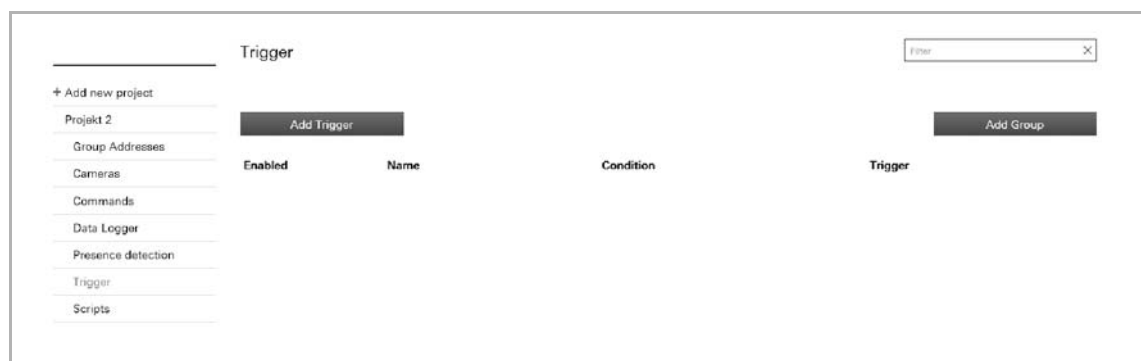 Trigger
Filter
+ Add new project
Projekt 2
Group Addresses
Cameras
Commands
Data Logger
Presence detection
Trigger
Scripts
Add Trigger
Add Group
Enabled Name Condition Trigger